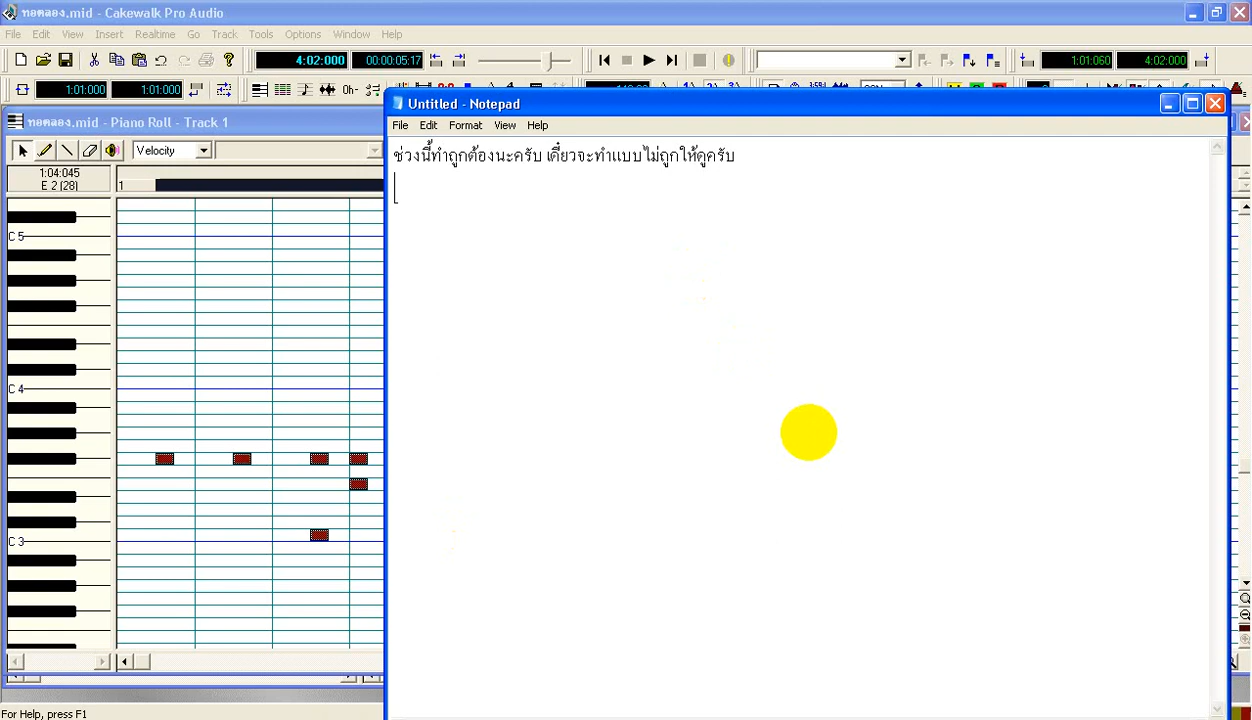 ทอตลอง.mid - Cakewalk Pro Audio
File Edit View Insert Realtime Go Track Tools Options Window Help
4:02:000 00:00:05:17 1:01:060 4:02:000
1:01:000 1:01:000 0h-
ทอตลอง.mid - Piano Roll - Track 1
Velocity
1:04:045
E 2 (28)
1
C 5
C 4
C 3
Untitled - Notepad
File Edit Format View Help
ช่วงนี้ทำถูกต้องนะครับ เดี๋ยวจะทำแบบไม่ถูกให้ดูครับ
For Help, press F1